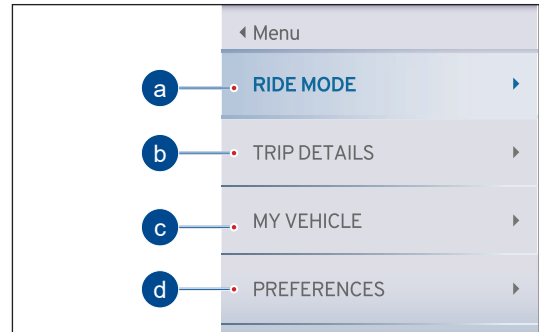 Menu
a RIDE MODE
b TRIP DETAILS
c MY VEHICLE
d PREFERENCES